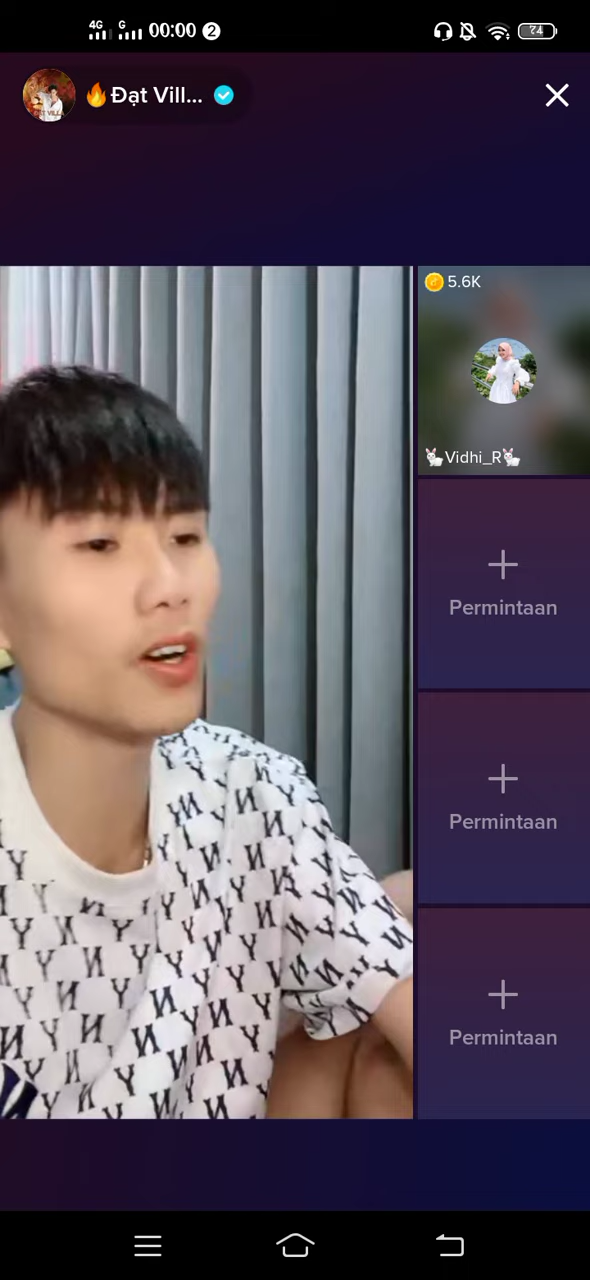 4G G 00:00 2 74
🔥Đạt Vill...
5.6K
🐇Vidhi_R🐇
Permintaan
Permintaan
Permintaan